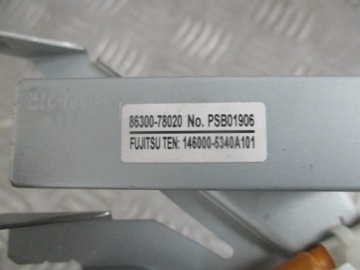 86300-78020 No. PSB01906
FUJITSU TEN: 146000-5340A101